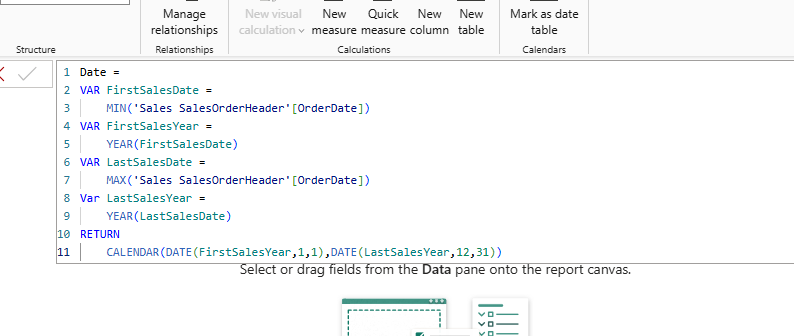 Manage relationships
New visual calculation
New measure
Quick measure
New column
New table
Mark as date table
Structure
Relationships
Calculations
Calendars
1 Date =
2 VAR FirstSalesDate =
3 MIN('Sales SalesOrderHeader'[OrderDate])
4 VAR FirstSalesYear =
5 YEAR(FirstSalesDate)
6 VAR LastSalesDate =
7 MAX('Sales SalesOrderHeader'[OrderDate])
8 Var LastSalesYear =
9 YEAR(LastSalesDate)
10 RETURN
11 CALENDAR(DATE(FirstSalesYear,1,1),DATE(LastSalesYear,12,31))
Select or drag fields from the Data pane onto the report canvas.